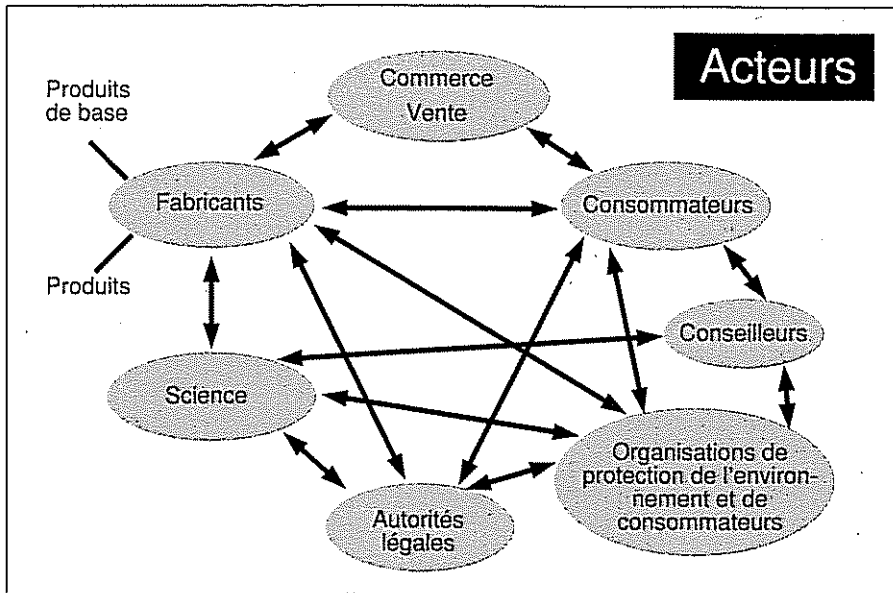 Acteurs
Commerce
Vente
Produits
de base
Fabricants
Consommateurs
Produits
Conseilleurs
Science
Organisations de
protection de l'environ-
nement et de
consommateurs
Autorités
légales